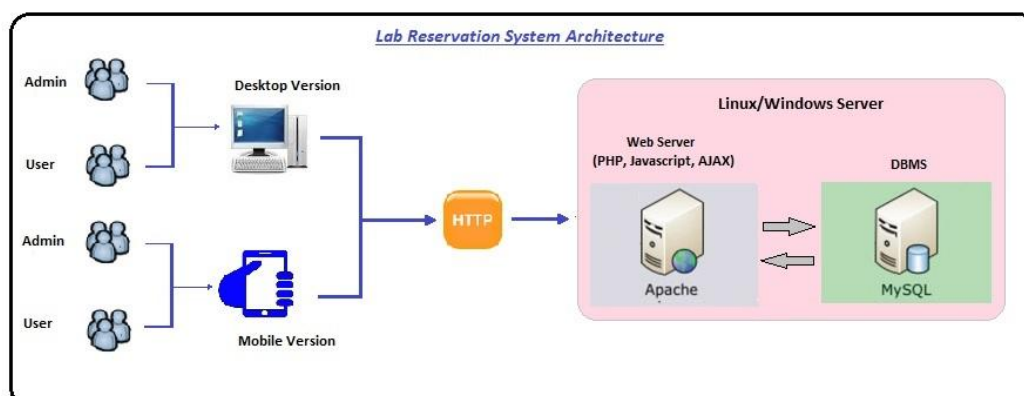 Lab Reservation System Architecture
Admin
User
Desktop Version
Admin
User
Mobile Version
HTTP
Linux/Windows Server
Web Server
(PHP, Javascript, AJAX)
Apache
DBMS
MySQL